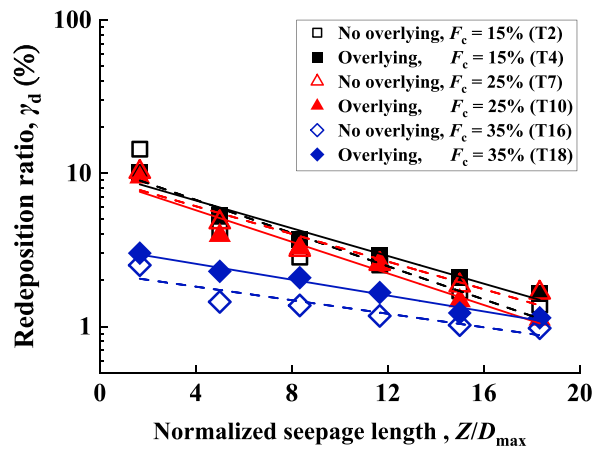 100
10
1
0
4
8
12
16
20
Redeposition ratio, γd (%)
Normalized seepage length , Z/Dmax
No overlying, Fc = 15% (T2)
Overlying, Fc = 15% (T4)
No overlying, Fc = 25% (T7)
Overlying, Fc = 25% (T10)
No overlying, Fc = 35% (T16)
Overlying, Fc = 35% (T18)